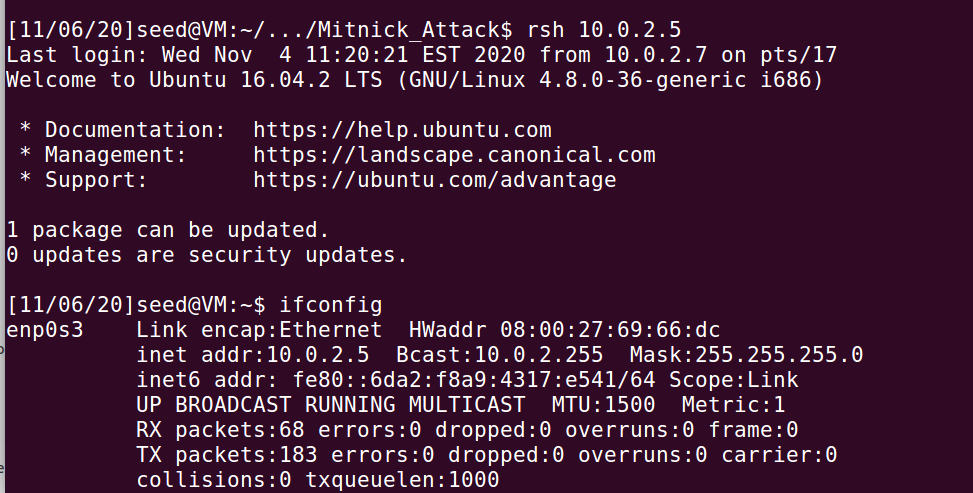 [11/06/20]seed@VM:~/.../Mitnick_Attack$ rsh 10.0.2.5
Last login: Wed Nov  4 11:20:21 EST 2020 from 10.0.2.7 on pts/17
Welcome to Ubuntu 16.04.2 LTS (GNU/Linux 4.8.0-36-generic i686)

 * Documentation:  https://help.ubuntu.com
 * Management:     https://landscape.canonical.com
 * Support:        https://ubuntu.com/advantage

1 package can be updated.
0 updates are security updates.

[11/06/20]seed@VM:~$ ifconfig
enp0s3    Link encap:Ethernet  HWaddr 08:00:27:69:66:dc
          inet addr:10.0.2.5  Bcast:10.0.2.255  Mask:255.255.255.0
          inet6 addr: fe80::6da2:f8a9:4317:e541/64 Scope:Link
          UP BROADCAST RUNNING MULTICAST  MTU:1500  Metric:1
          RX packets:68 errors:0 dropped:0 overruns:0 frame:0
          TX packets:183 errors:0 dropped:0 overruns:0 carrier:0
          collisions:0 txqueuelen:1000